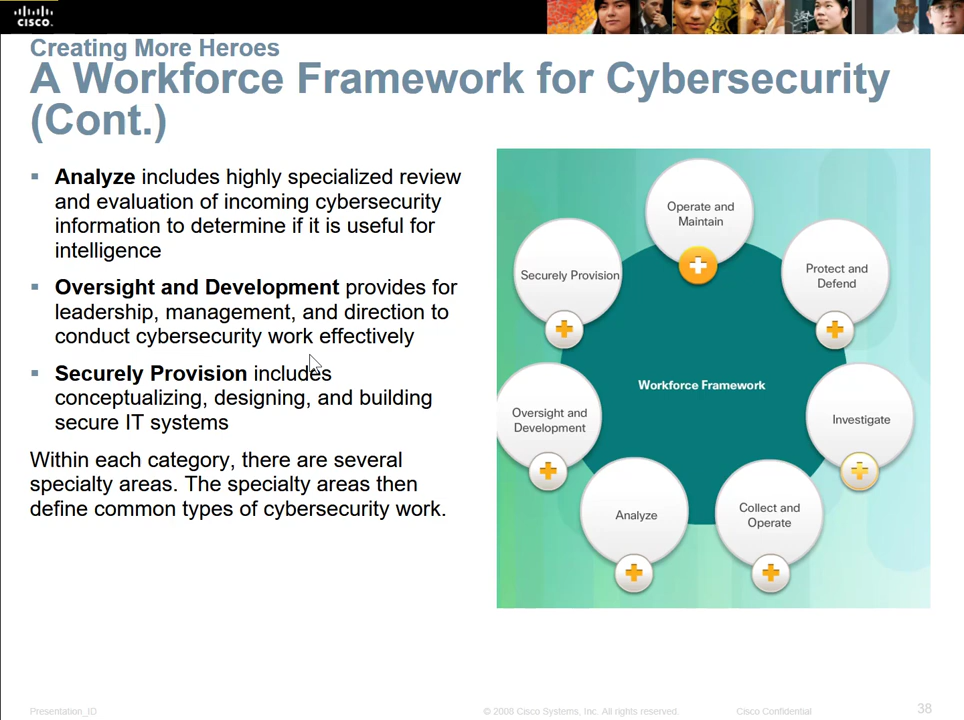 CISCO.
Creating More Heroes
A Workforce Framework for Cybersecurity
(Cont.)
Analyze includes highly specialized review
and evaluation of incoming cybersecurity
information to determine if it is useful for
intelligence
Oversight and Development provides for
leadership, management, and direction to
conduct cybersecurity work effectively
Securely Provision includes
conceptualizing, designing, and building
secure IT systems
Within each category, there are several
specialty areas. The specialty areas then
define common types of cybersecurity work.
Operate and
Maintain
Securely Provision
Protect and
Defend
Workforce Framework
Oversight and
Development
Investigate
Analyze
Collect and
Operate
Presentation_ID
© 2008 Cisco Systems, Inc. All rights reserved.
Cisco Confidential
38